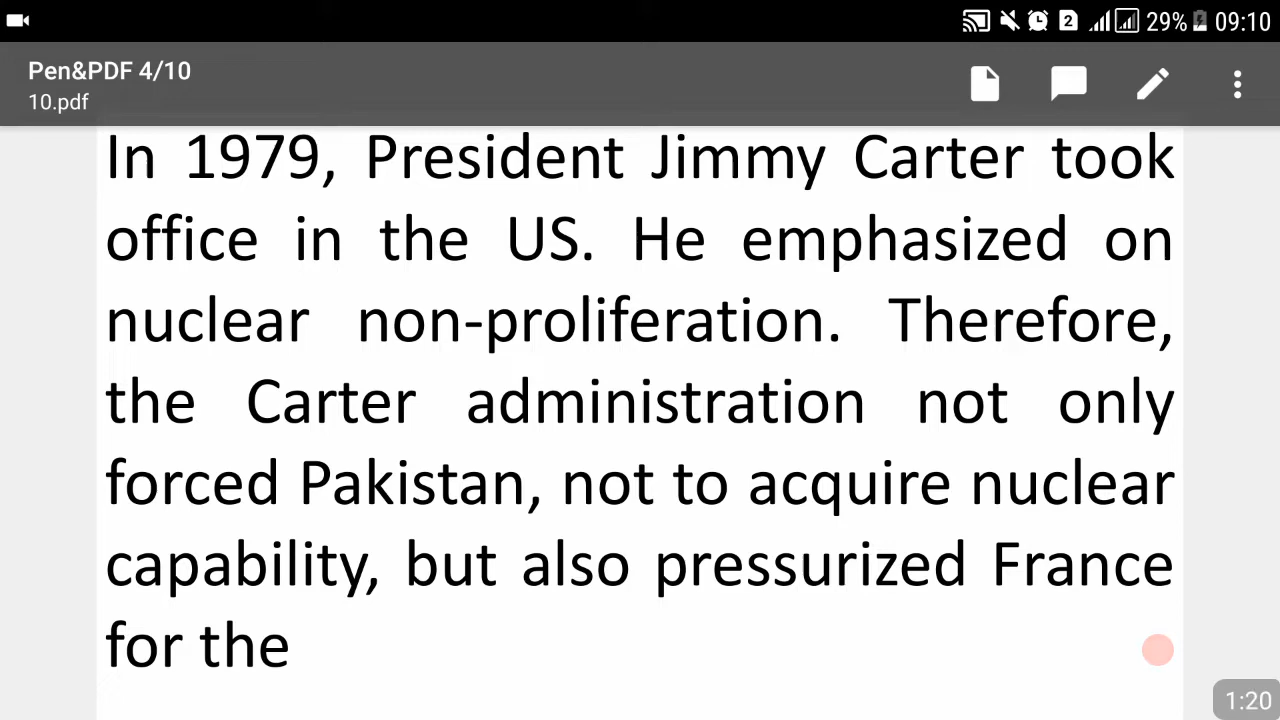 29% 09:10
Pen&PDF 4/10
10.pdf
In 1979, President Jimmy Carter took
office in the US. He emphasized on
nuclear non-proliferation. Therefore,
the Carter administration not only
forced Pakistan, not to acquire nuclear
capability, but also pressurized France
for the
1:20